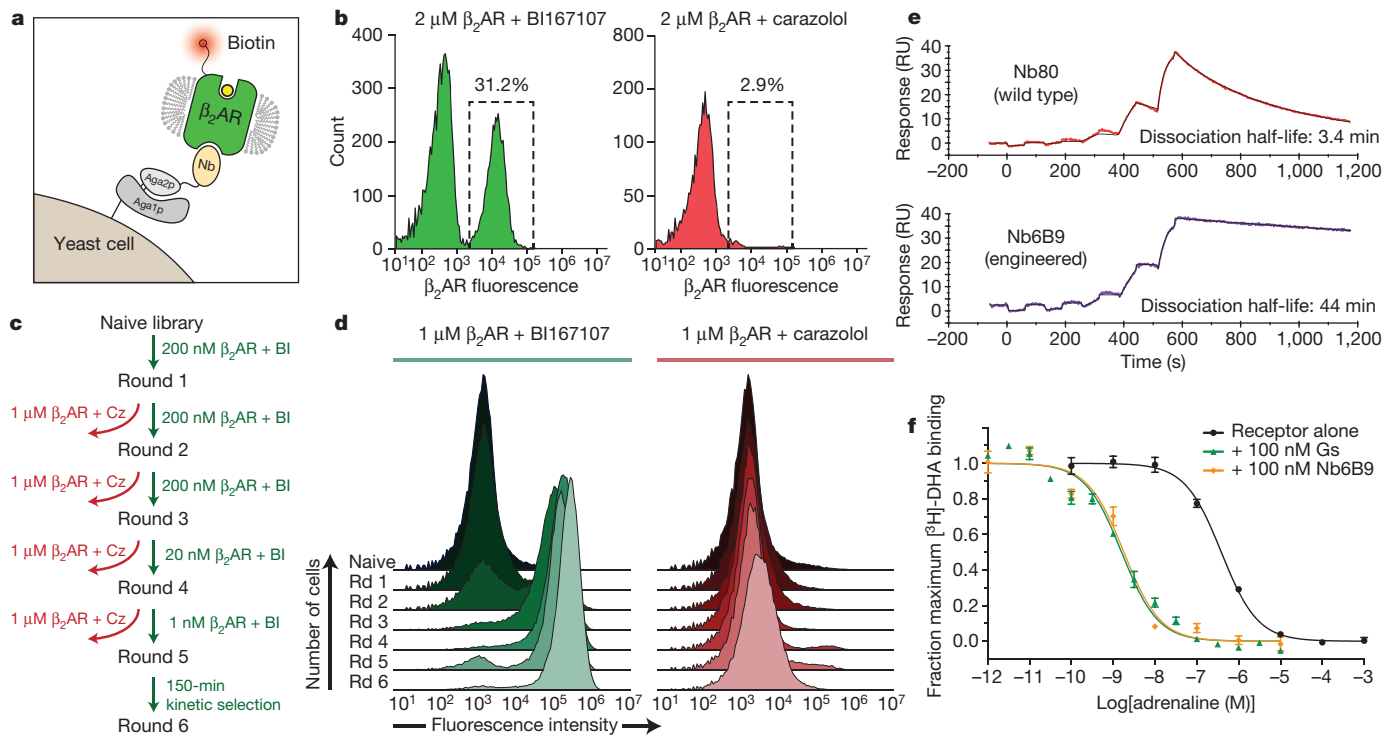 a
Biotin
β₂AR
Nb
Aga2p
Aga1p
Yeast cell
b
2 μM β₂AR + BI167107
400
300
200
100
0
Count
31.2%
10¹ 10² 10³ 10⁴ 10⁵ 10⁶ 10⁷
β₂AR fluorescence
2 μM β₂AR + carazolol
800
200
100
50
0
2.9%
10¹ 10² 10³ 10⁴ 10⁵ 10⁶ 10⁷
β₂AR fluorescence
c
Naive library
200 nM β₂AR + BI
Round 1
1 μM β₂AR + Cz
200 nM β₂AR + BI
Round 2
1 μM β₂AR + Cz
200 nM β₂AR + BI
Round 3
1 μM β₂AR + Cz
20 nM β₂AR + BI
Round 4
1 μM β₂AR + Cz
1 nM β₂AR + BI
Round 5
150-min
kinetic selection
Round 6
d
1 μM β₂AR + BI167107
1 μM β₂AR + carazolol
Number of cells
Naive
Rd 1
Rd 2
Rd 3
Rd 4
Rd 5
Rd 6
10¹ 10² 10³ 10⁴ 10⁵ 10⁶ 10⁷
10¹ 10² 10³ 10⁴ 10⁵ 10⁶ 10⁷
Fluorescence intensity
e
Response (RU)
40
30
20
10
0
Nb80
(wild type)
Dissociation half-life: 3.4 min
−200 0 200 400 600 800 1,000 1,200
Response (RU)
40
30
20
10
0
Nb6B9
(engineered)
Dissociation half-life: 44 min
−200 0 200 400 600 800 1,000 1,200
Time (s)
f
Fraction maximum [³H]-DHA binding
1.0
0.8
0.6
0.4
0.2
0.0
Receptor alone
+ 100 nM Gs
+ 100 nM Nb6B9
−12 −11 −10 −9 −8 −7 −6 −5 −4 −3
Log[adrenaline (M)]